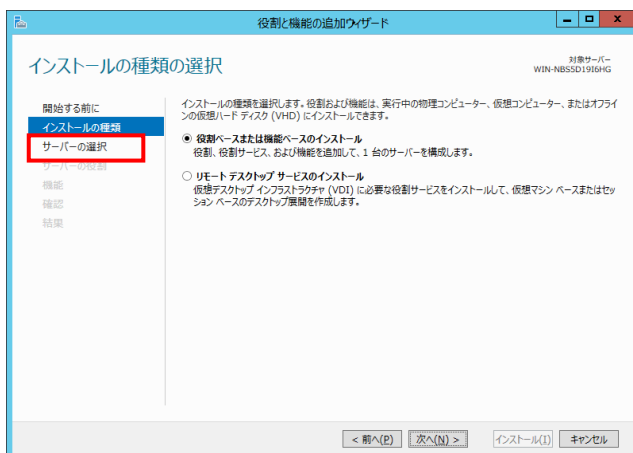 役割と機能の追加ウィザード
インストールの種類の選択
対象サーバー
WIN-NBS5D19I6HG
開始する前に
インストールの種類
サーバーの選択
サーバーの役割
機能
確認
結果
インストールの種類を選択します。役割および機能は、実行中の物理コンピューター、仮想コンピューター、またはオフライ
ンの仮想ハード ディスク (VHD) にインストールできます。
役割ベースまたは機能ベースのインストール
役割、役割サービス、および機能を追加して、1 台のサーバーを構成します。
リモート デスクトップ サービスのインストール
仮想デスクトップ インフラストラクチャ (VDI) に必要な役割サービスをインストールして、仮想マシン ベースまたはセッ
ション ベースのデスクトップ展開を作成します。
< 前へ(P)
次へ(N) >
インストール(I)
キャンセル